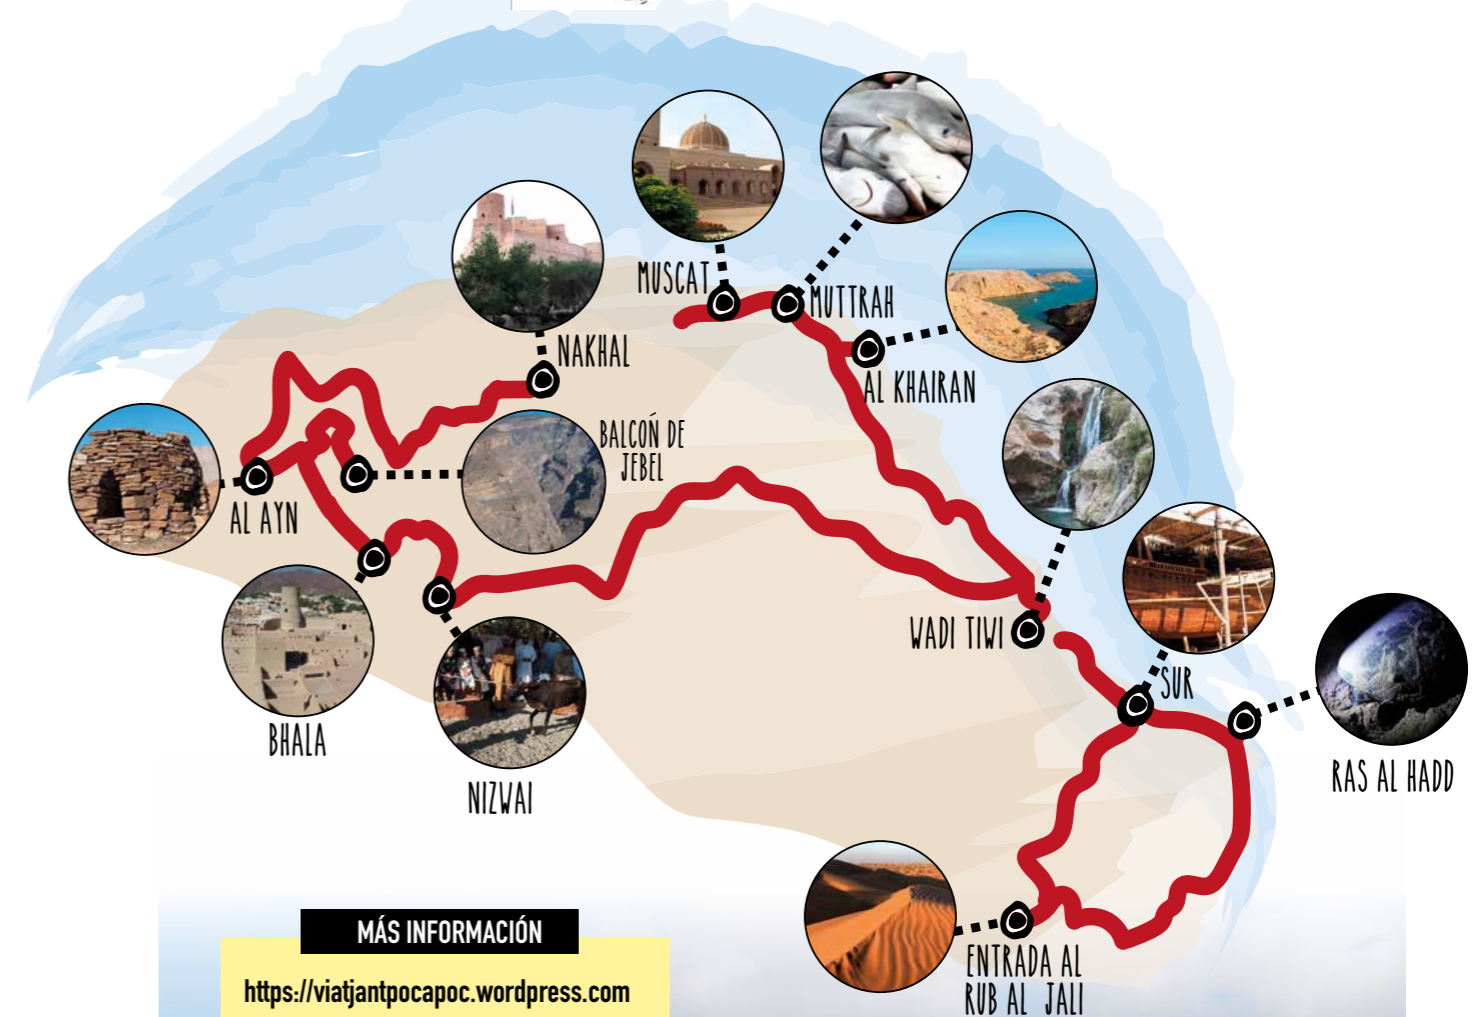 MUSCAT
MUTTRAH
NAKHAL
AL KHAIRAN
BALCÓN DE
JEBEL
AL AYN
WADI TIWI
SUR
BHALA
RAS AL HADD
NIZWAI
ENTRADA AL
RUB AL JALI
MÁS INFORMACIÓN
https://viatjantpocapoc.wordpress.com